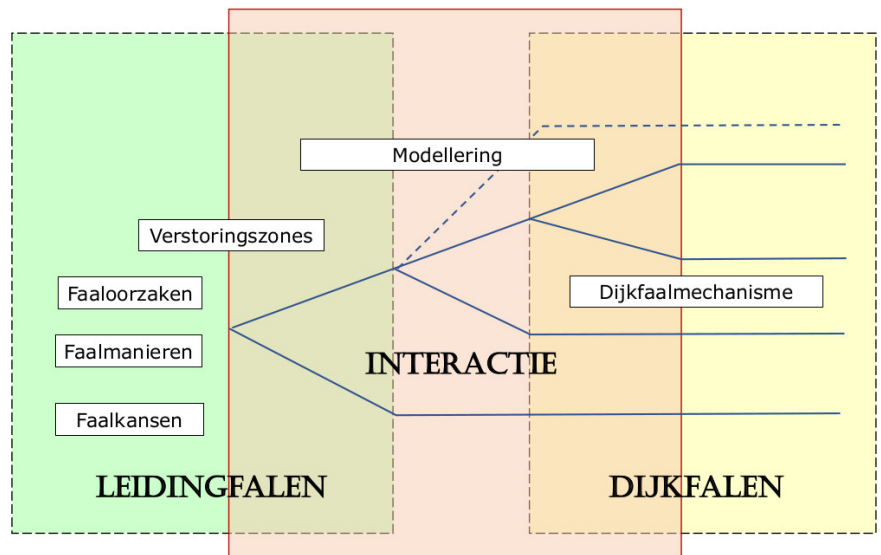 Modellering
Verstoringszones
Faaloorzaken
Dijkfaalmechanisme
Faalmanieren
INTERACTIE
Faalkansen
LEIDINGFALEN
DIJKFALEN